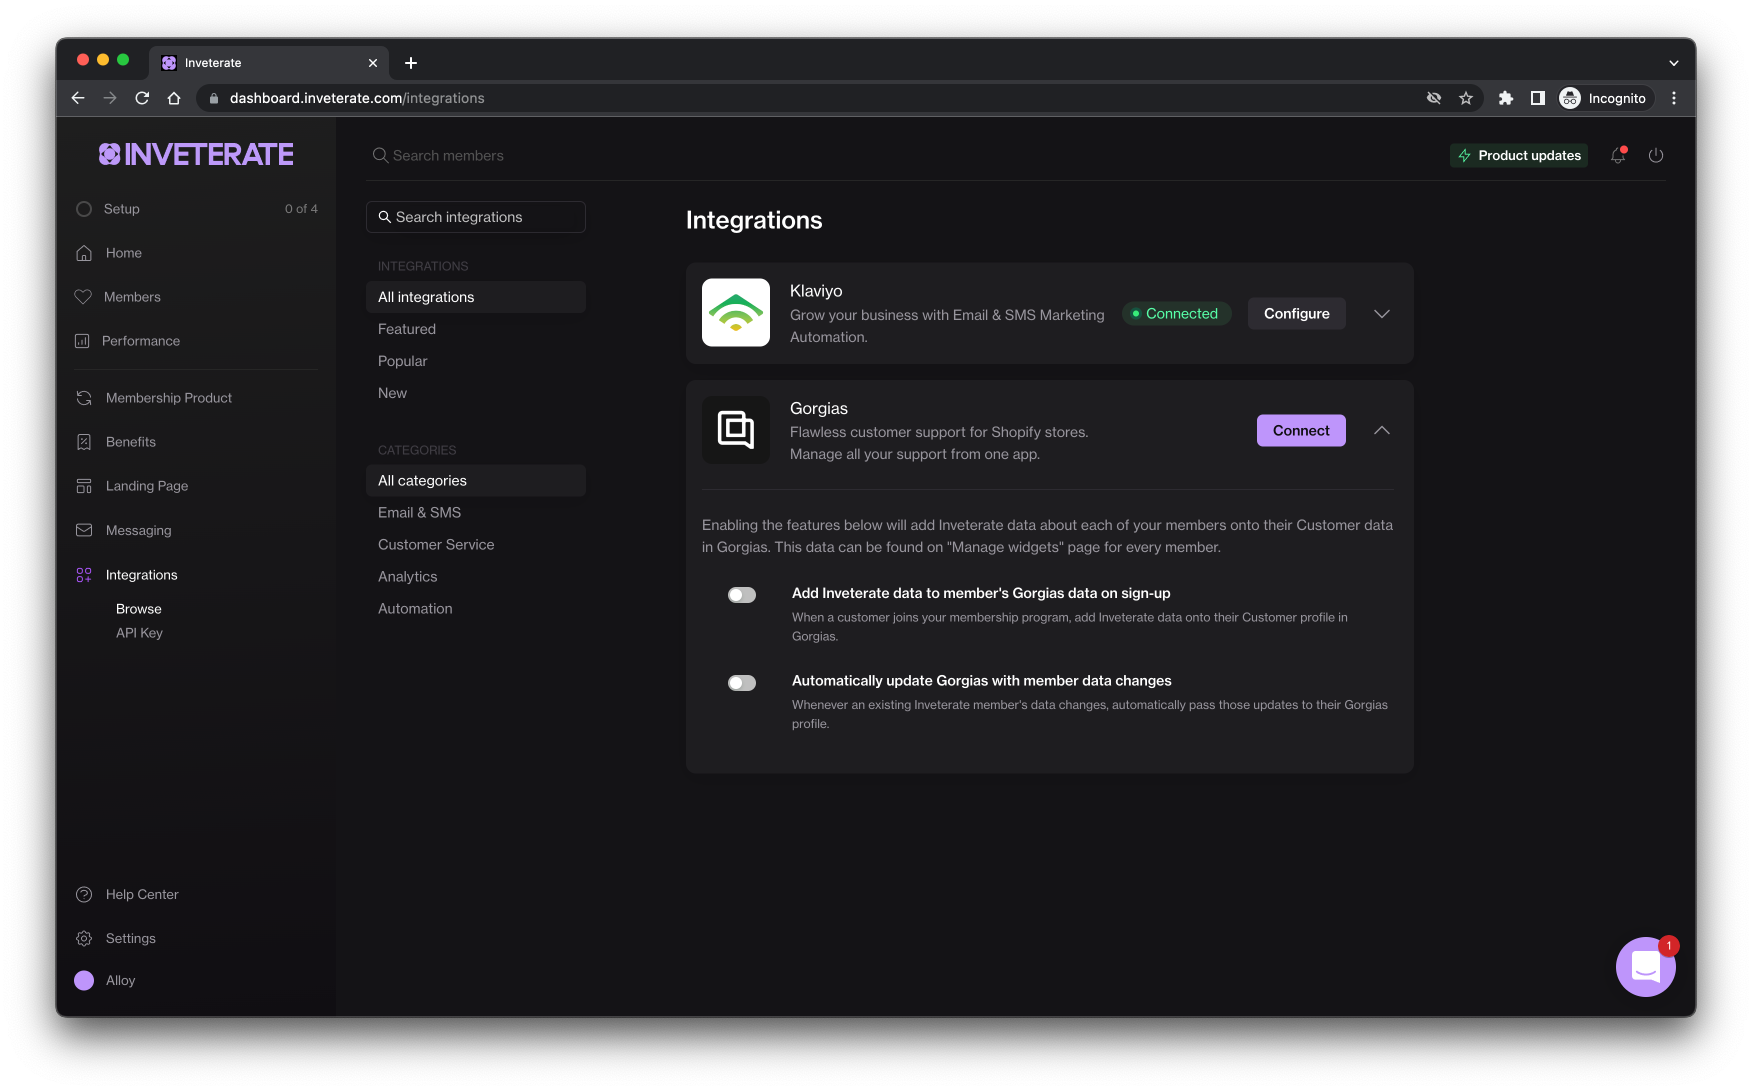 Inveterate
dashboard.inveterate.com/integrations
Incognito
INVETERATE
Search members
Product updates
Setup
0 of 4
Home
Members
Performance
Membership Product
Benefits
Landing Page
Messaging
Integrations
Browse
API Key
Help Center
Settings
Alloy
Search integrations
INTEGRATIONS
All integrations
Featured
Popular
New
CATEGORIES
All categories
Email & SMS
Customer Service
Analytics
Automation
Integrations
Klaviyo
Grow your business with Email & SMS Marketing
Automation.
Connected
Configure
Gorgias
Flawless customer support for Shopify stores.
Manage all your support from one app.
Connect
Enabling the features below will add Inveterate data about each of your members onto their Customer data
in Gorgias. This data can be found on "Manage widgets" page for every member.
Add Inveterate data to member's Gorgias data on sign-up
When a customer joins your membership program, add Inveterate data onto their Customer profile in
Gorgias.
Automatically update Gorgias with member data changes
Whenever an existing Inveterate member's data changes, automatically pass those updates to their Gorgias
profile.
1